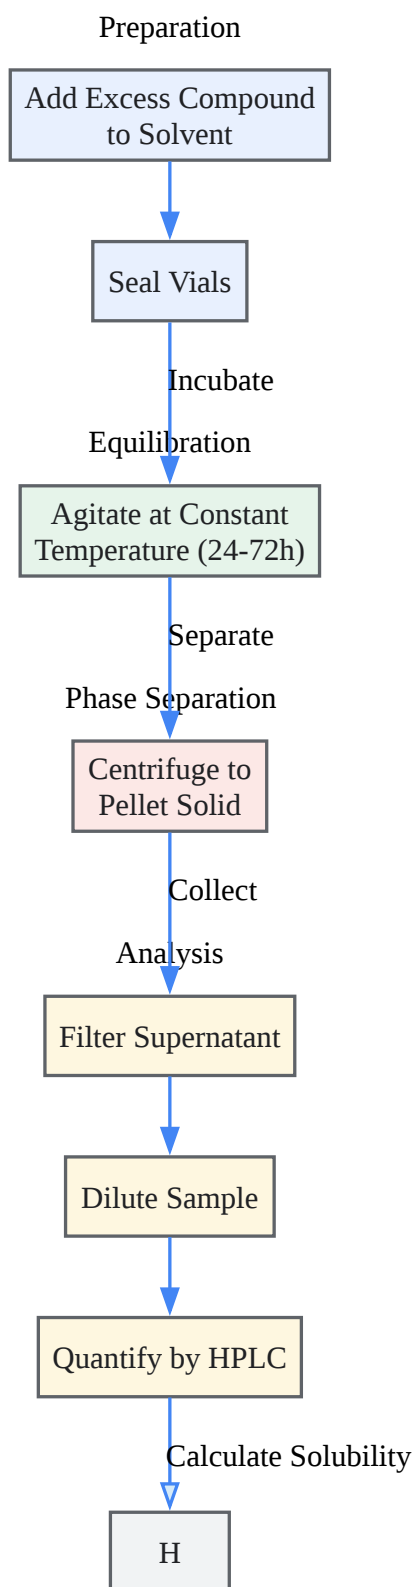 Preparation
Add Excess Compound
to Solvent
Seal Vials
Incubate
Equilibration
Agitate at Constant
Temperature (24-72h)
Separate
Phase Separation
Centrifuge to
Pellet Solid
Collect
Analysis
Filter Supernatant
Dilute Sample
Quantify by HPLC
Calculate Solubility
H